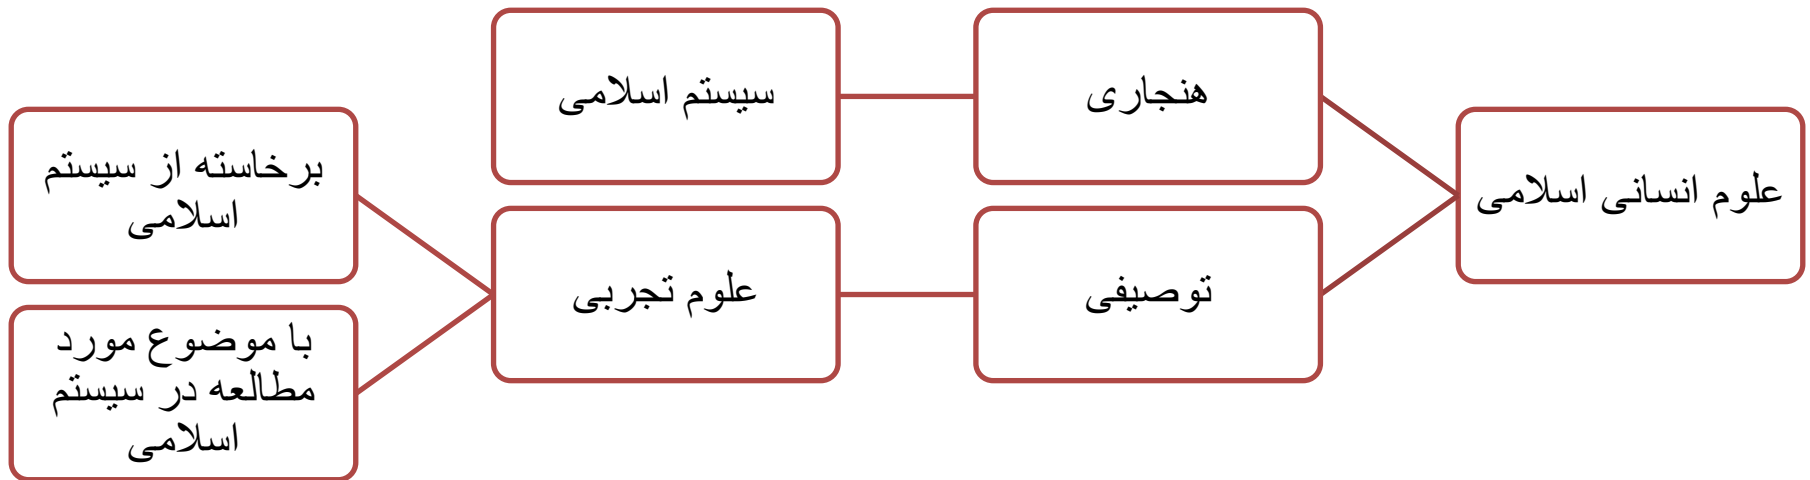 علوم انسانی اسلامی
هنجاری
سیستم اسلامی
توصیفی
علوم تجربی
برخاسته از سیستم
اسلامی
با موضوع مورد
مطالعه در سیستم
اسلامی